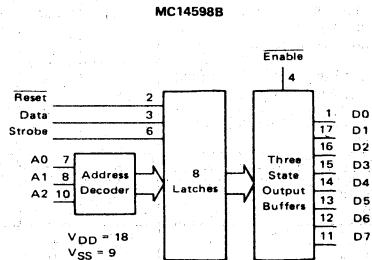 MC14598B
Enable
4
Reset 2
Data 3
Strobe 6
A0 7
A1 8
A2 10
Address
Decoder
8
Latches
Three
State
Output
Buffers
1 D0
17 D1
16 D2
15 D3
14 D4
13 D5
12 D6
11 D7
VDD = 18
VSS = 9